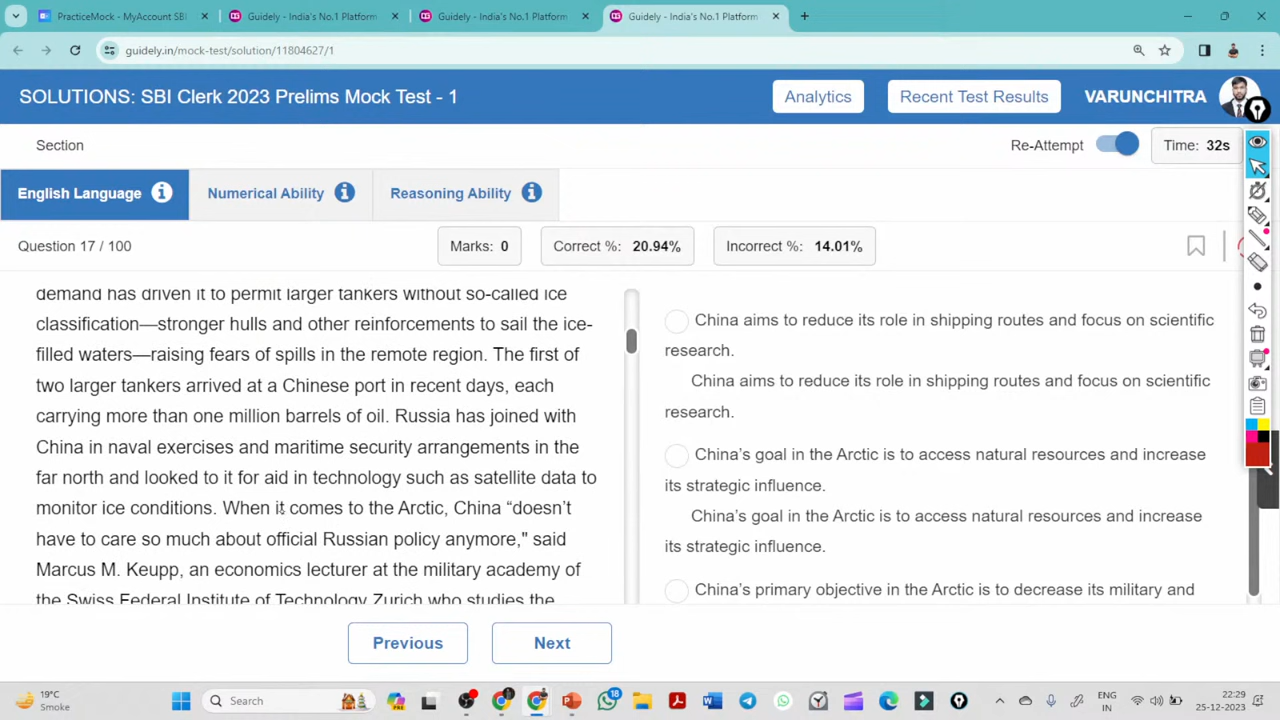 PracticeMock - MyAccount SBI
Guidely - India's No.1 Platform
Guidely - India's No.1 Platform
Guidely - India's No.1 Platform
guidely.in/mock-test/solution/11804627/1
SOLUTIONS: SBI Clerk 2023 Prelims Mock Test - 1
Analytics
Recent Test Results
VARUNCHITRA
Section
Re-Attempt
Time: 32s
English Language
Numerical Ability
Reasoning Ability
Question 17 / 100
Marks: 0
Correct %: 20.94%
Incorrect %: 14.01%
demand has driven it to permit larger tankers without so-called ice
classification—stronger hulls and other reinforcements to sail the ice-
filled waters—raising fears of spills in the remote region. The first of
two larger tankers arrived at a Chinese port in recent days, each
carrying more than one million barrels of oil. Russia has joined with
China in naval exercises and maritime security arrangements in the
far north and looked to it for aid in technology such as satellite data to
monitor ice conditions. When it comes to the Arctic, China “doesn’t
have to care so much about official Russian policy anymore," said
Marcus M. Keupp, an economics lecturer at the military academy of
the Swiss Federal Institute of Technology Zurich who studies the
China aims to reduce its role in shipping routes and focus on scientific
research.
China aims to reduce its role in shipping routes and focus on scientific
research.
China’s goal in the Arctic is to access natural resources and increase
its strategic influence.
China’s goal in the Arctic is to access natural resources and increase
its strategic influence.
China’s primary objective in the Arctic is to decrease its military and
Previous
Next
19°C
Smoke
Search
18
ENG
IN
22:29
25-12-2023